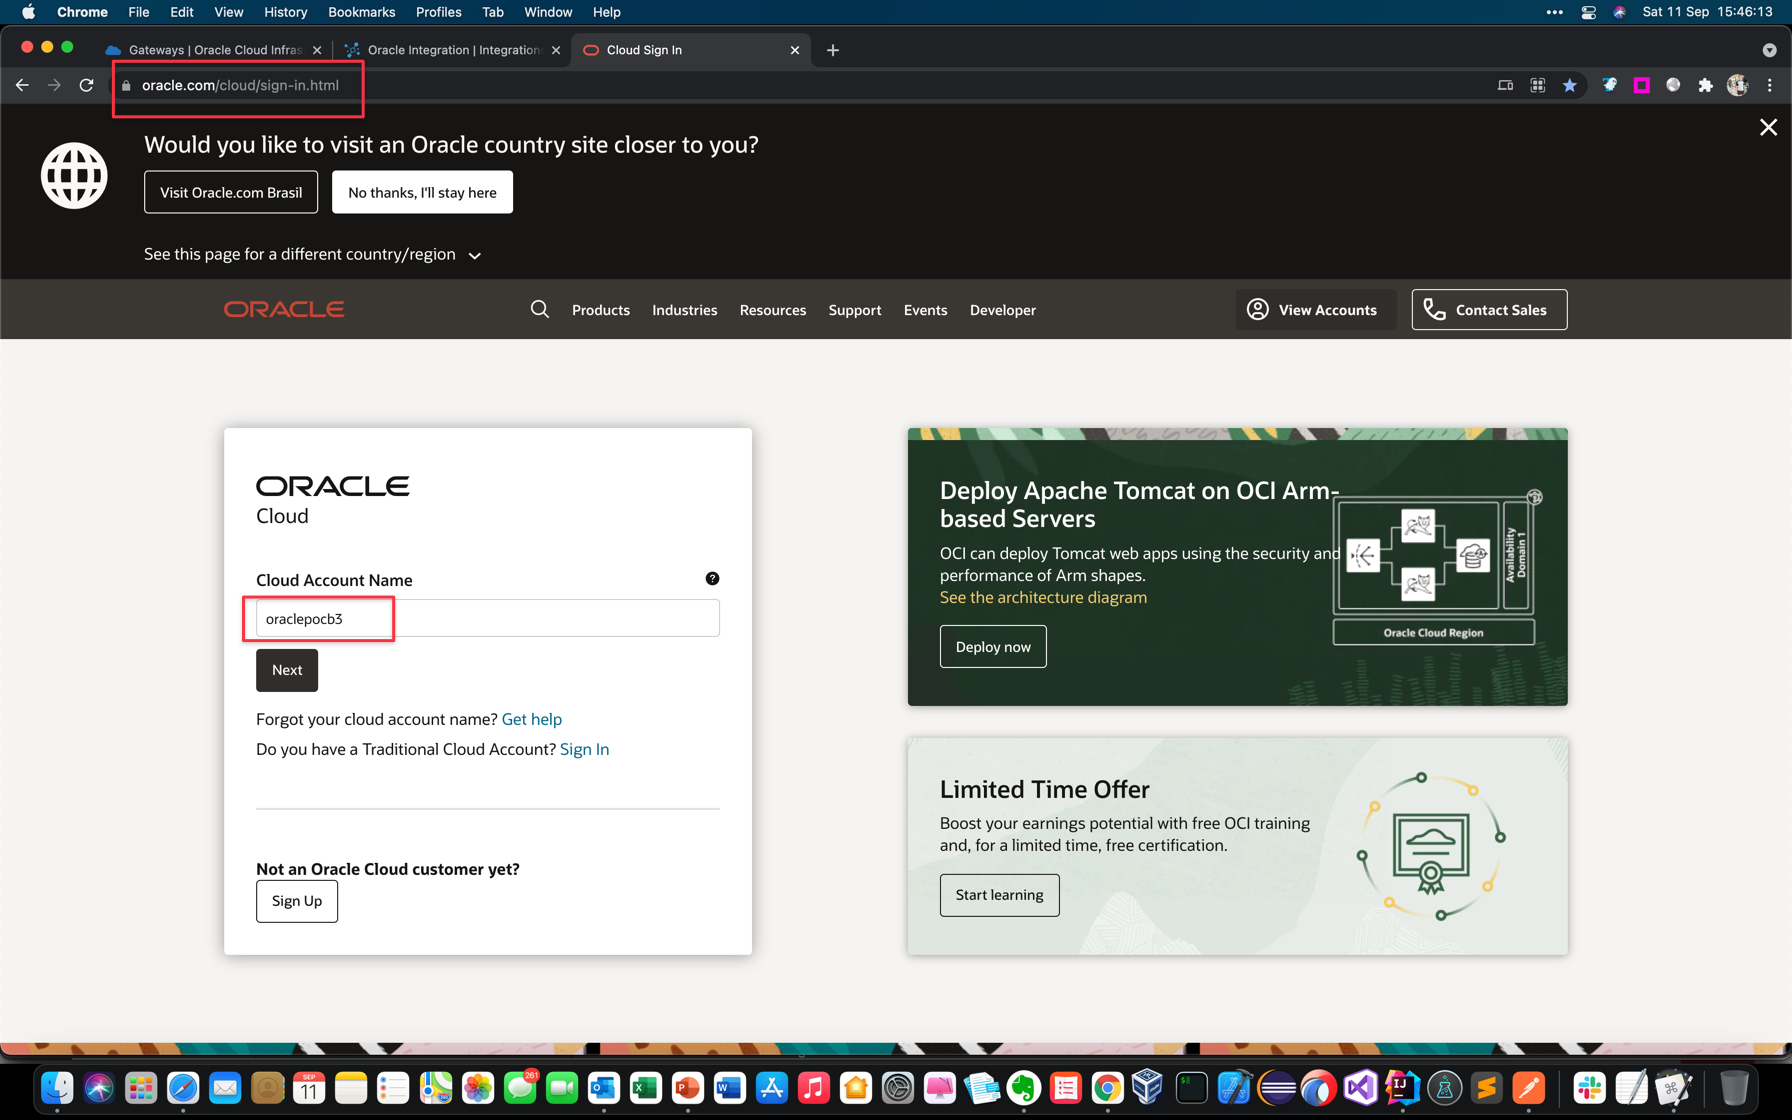 Chrome File Edit View History Bookmarks Profiles Tab Window Help
Sat 11 Sep 15:46:13
Gateways | Oracle Cloud Infras
Oracle Integration | Integration
Cloud Sign In
oracle.com/cloud/sign-in.html
Would you like to visit an Oracle country site closer to you?
Visit Oracle.com Brasil
No thanks, I'll stay here
See this page for a different country/region
ORACLE
Products Industries Resources Support Events Developer
View Accounts
Contact Sales
ORACLE
Cloud
Cloud Account Name
?
oraclepocb3
Next
Forgot your cloud account name? Get help
Do you have a Traditional Cloud Account? Sign In
Not an Oracle Cloud customer yet?
Sign Up
Deploy Apache Tomcat on OCI Arm-
based Servers
OCI can deploy Tomcat web apps using the security and
performance of Arm shapes.
See the architecture diagram
Deploy now
Availability
Domain 1
Oracle Cloud Region
Limited Time Offer
Boost your earnings potential with free OCI training
and, for a limited time, free certification.
Start learning
SEP
11
261